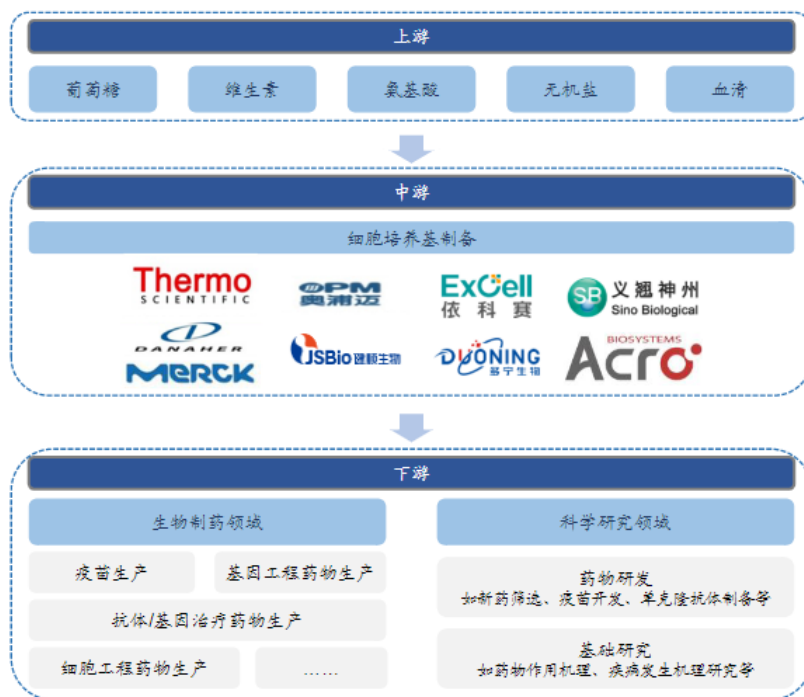 上游
葡萄糖 维生素 氨基酸 无机盐 血清
中游
细胞培养基制备
Thermo
SCIENTIFIC
OPM
奥浦迈
ExCell
依科赛
SB 义翘神州
Sino Biological
DANAHER
MERCK
JSBio 健顺生物
DUONING
多宁生物
BIOSYSTEMS
ACRO
下游
生物制药领域 科学研究领域
疫苗生产 基因工程药物生产
抗体/基因治疗药物生产
细胞工程药物生产 ……
药物研发
如新药筛选、疫苗开发、单克隆抗体制备等
基础研究
如药物作用机理、疾病发生机理研究等